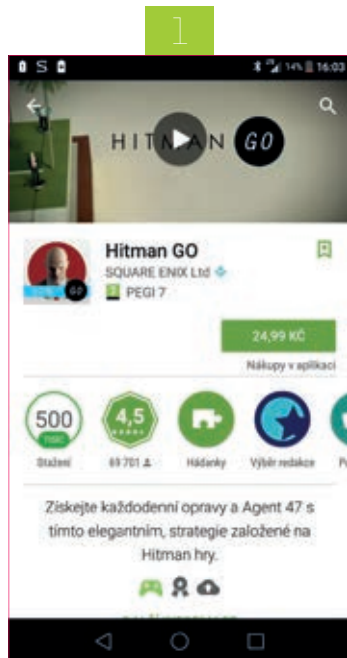 1
14% 16:03
HITMAN GO
Hitman GO
SQUARE ENIX Ltd
PEGI 7
24,99 KČ
Nákupy v aplikaci
500
TISÍC
4,5
Stažení
69 701
Hádanky
Výběr redakce
Získejte každodenní opravy a Agent 47 s
tímto elegantním, strategie založené na
Hitman hry.